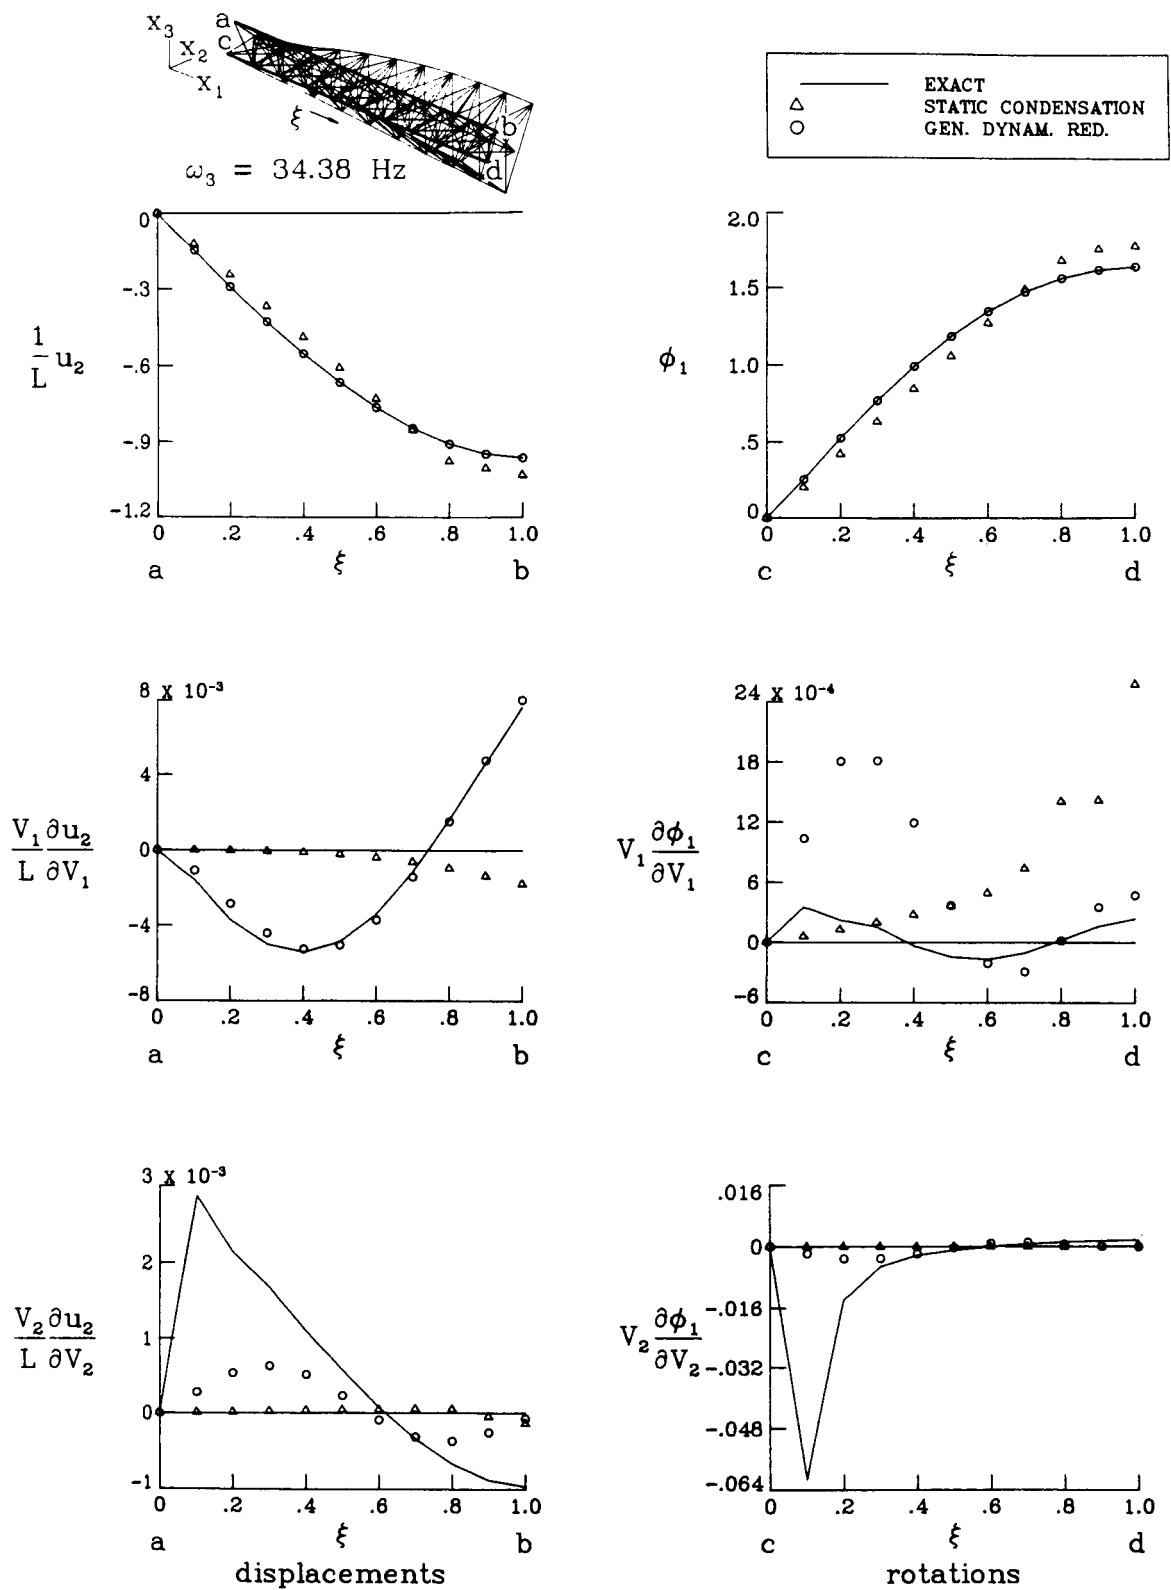 a
X₃
c
X₂
X₁
ξ
b
d
ω₃ = 34.38 Hz
EXACT
STATIC CONDENSATION
GEN. DYNAM. RED.
0
-.3
-.6
-.9
-1.2
1/L u₂
0 .2 .4 .6 .8 1.0
a ξ b
2.0
1.5
1.0
.5
0
ϕ₁
0 .2 .4 .6 .8 1.0
c ξ d
8 X 10⁻³
4
0
-4
-8
V₁/L ∂u₂/∂V₁
0 .2 .4 .6 .8 1.0
a ξ b
24 X 10⁻⁴
18
12
6
0
-6
V₁ ∂ϕ₁/∂V₁
0 .2 .4 .6 .8 1.0
c ξ d
3 X 10⁻³
2
1
0
-1
V₂/L ∂u₂/∂V₂
0 .2 .4 .6 .8 1.0
a ξ b
displacements
.016
0
-.016
-.032
-.048
-.064
V₂ ∂ϕ₁/∂V₂
0 .2 .4 .6 .8 1.0
c ξ d
rotations